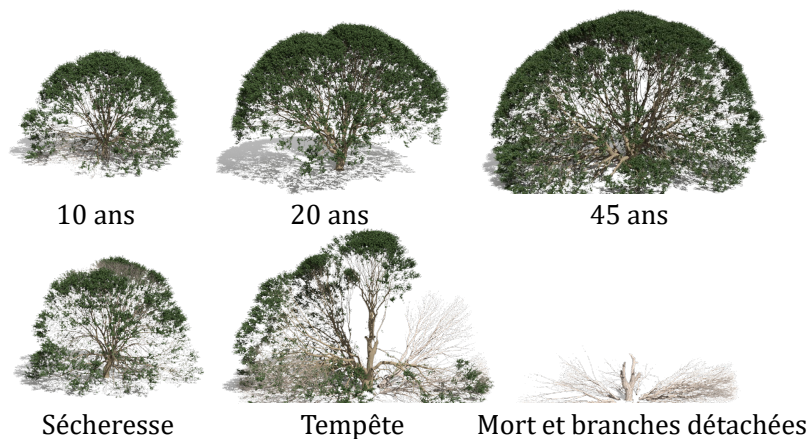 10 ans
20 ans
45 ans
Sécheresse
Tempête
Mort et branches détachées